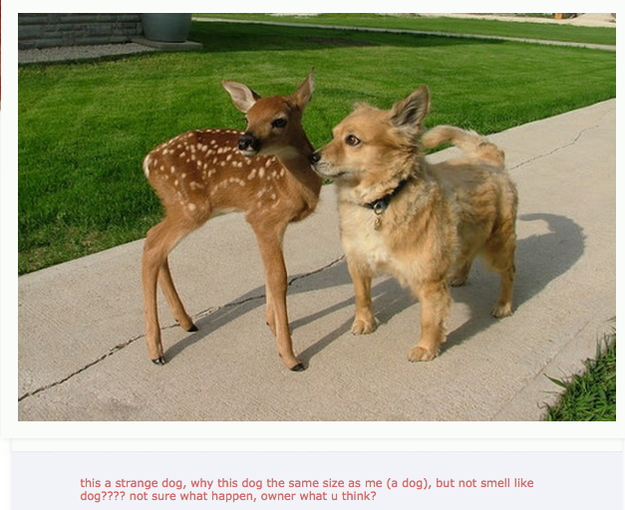 this a strange dog, why this dog the same size as me (a dog), but not smell like
dog???? not sure what happen, owner what u think?